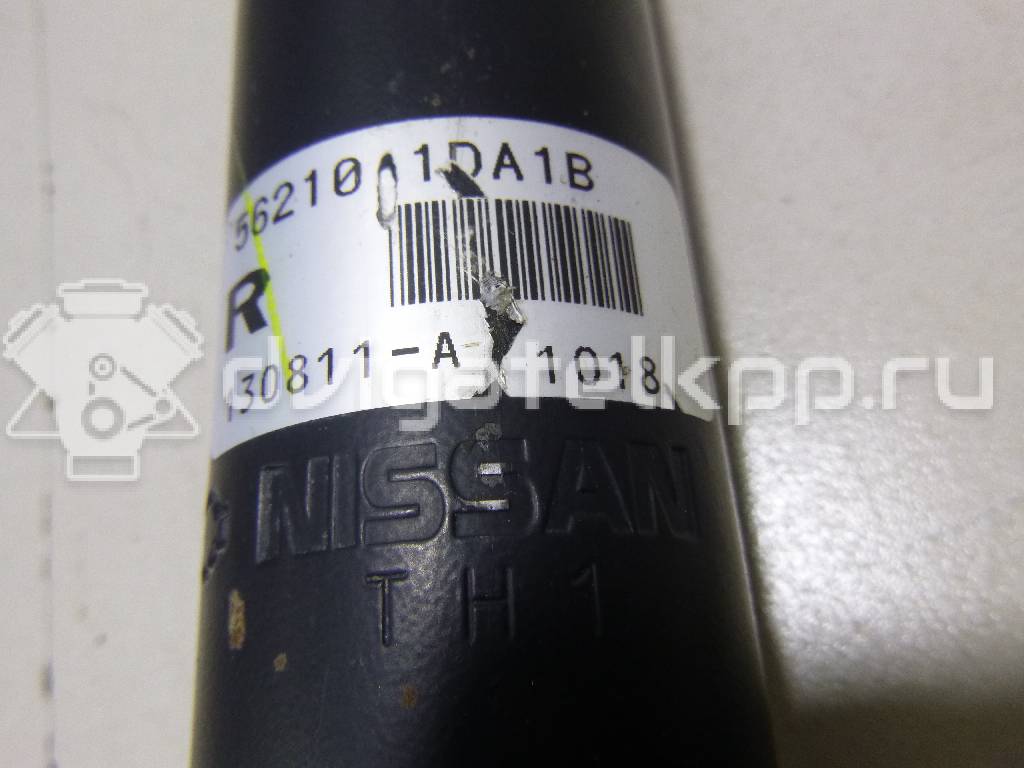 562101DA1B
R
130811-A 1018
NISSAN
TH1
dvigatelkpp.ru